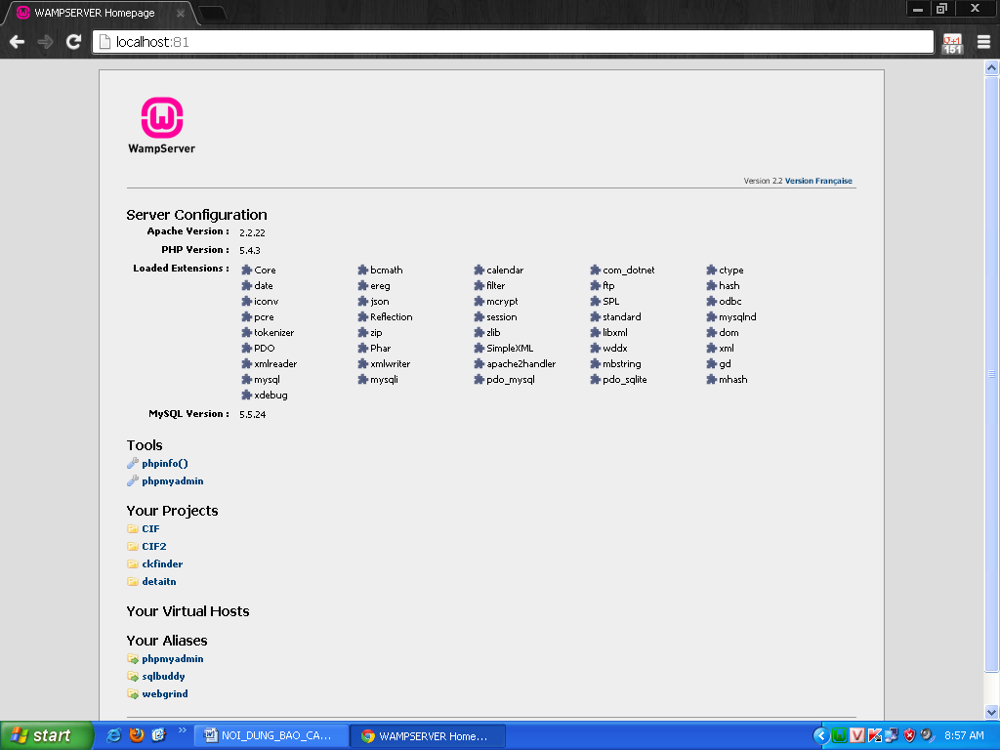 WAMPSERVER Homepage
localhost:81
g+1
151
WampServer
Version 2.2 Version Française
Server Configuration
Apache Version : 2.2.22
PHP Version : 5.4.3
Loaded Extensions : Core bcmath calendar com_dotnet ctype
date ereg filter ftp hash
iconv json mcrypt SPL odbc
pcre Reflection session standard mysqlnd
tokenizer zip zlib libxml dom
PDO Phar SimpleXML wddx xml
xmlreader xmlwriter apache2handler mbstring gd
mysql mysqli pdo_mysql pdo_sqlite mhash
xdebug
MySQL Version : 5.5.24
Tools
phpinfo()
phpmyadmin
Your Projects
CIF
CIF2
ckfinder
detaitn
Your Virtual Hosts
Your Aliases
phpmyadmin
sqlbuddy
webgrind
start NOI_DUNG_BAO_CA... WAMPSERVER Home... 8:57 AM